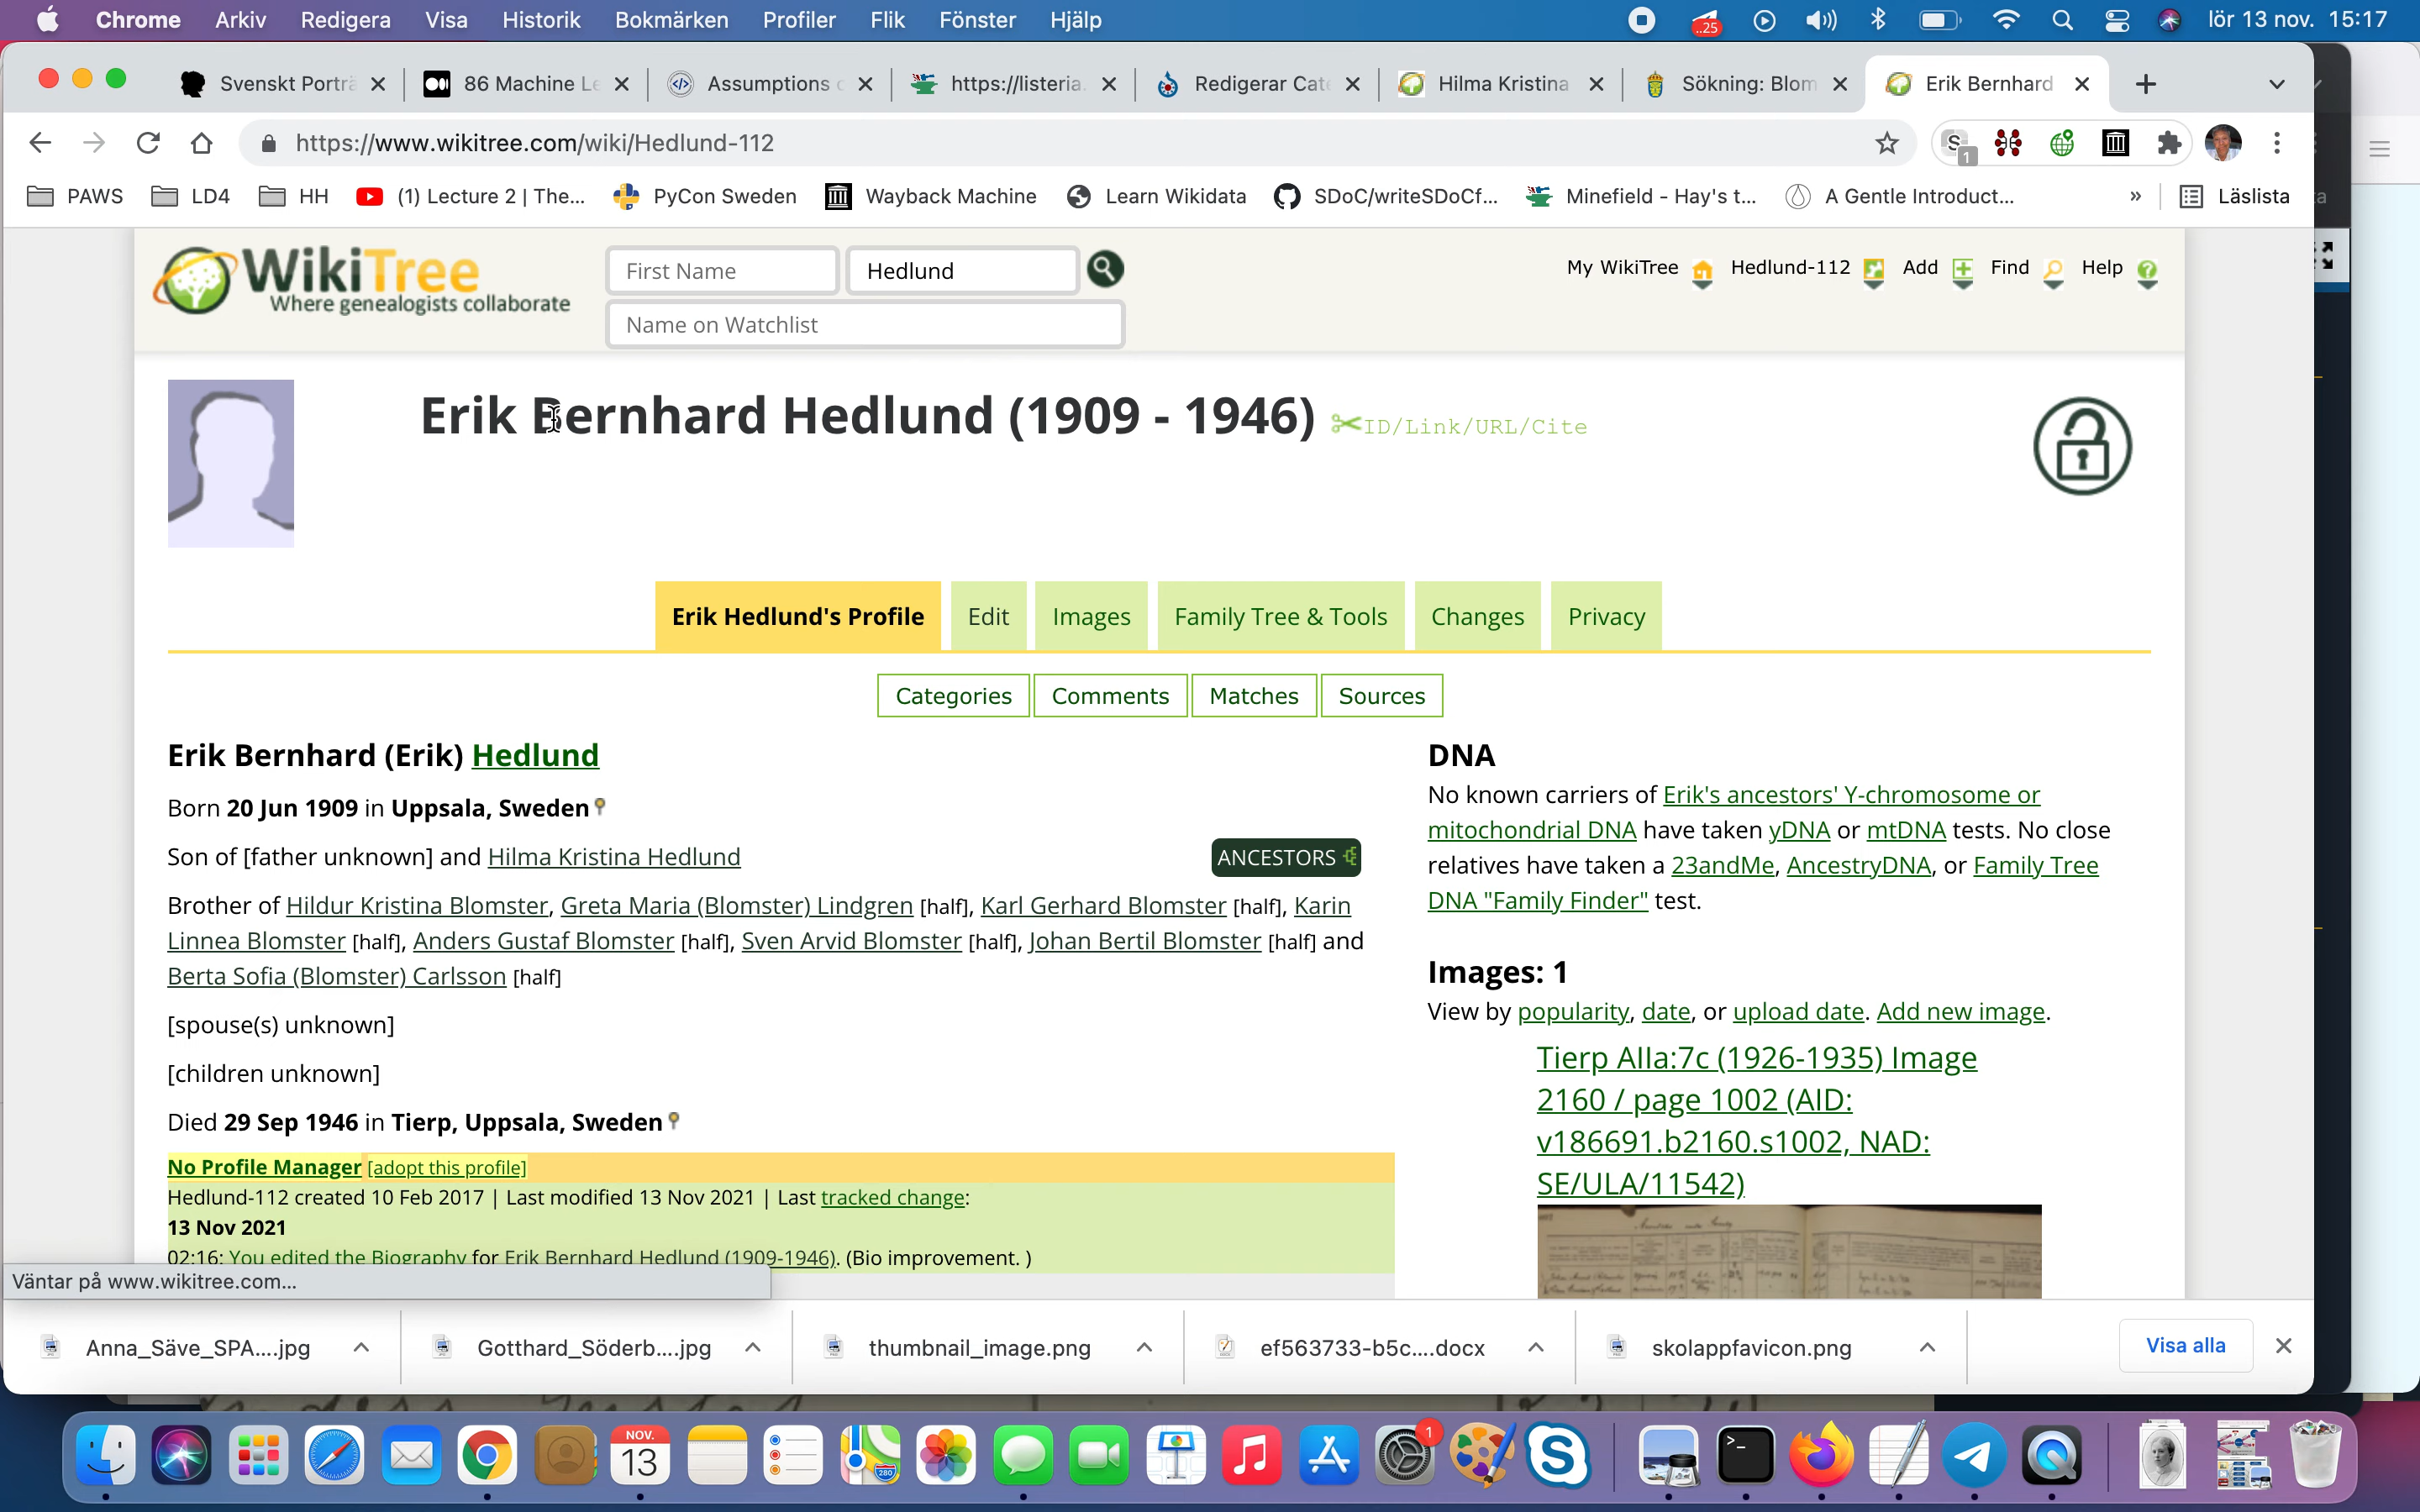 Chrome Arkiv Redigera Visa Historik Bokmärken Profiler Flik Fönster Hjälp ..25 lör 13 nov. 15:17
Svenskt Porträ 86 Machine Le Assumptions o https://listeria. Redigerar Cate Hilma Kristina Sökning: Blom Erik Bernhard
https://www.wikitree.com/wiki/Hedlund-112 S 1
PAWS LD4 HH (1) Lecture 2 | The... PyCon Sweden Wayback Machine Learn Wikidata SDoC/writeSDoCf... Minefield - Hay's t... A Gentle Introduct... » Läslista
WikiTree
Where genealogists collaborate
First Name Hedlund
Name on Watchlist
My WikiTree Hedlund-112 Add Find Help
Erik Bernhard Hedlund (1909 - 1946) ID/Link/URL/Cite
Erik Hedlund's Profile Edit Images Family Tree & Tools Changes Privacy
Categories Comments Matches Sources
Erik Bernhard (Erik) Hedlund
Born 20 Jun 1909 in Uppsala, Sweden
Son of [father unknown] and Hilma Kristina Hedlund
ANCESTORS
Brother of Hildur Kristina Blomster, Greta Maria (Blomster) Lindgren [half], Karl Gerhard Blomster [half], Karin
Linnea Blomster [half], Anders Gustaf Blomster [half], Sven Arvid Blomster [half], Johan Bertil Blomster [half] and
Berta Sofia (Blomster) Carlsson [half]
[spouse(s) unknown]
[children unknown]
Died 29 Sep 1946 in Tierp, Uppsala, Sweden
No Profile Manager [adopt this profile]
Hedlund-112 created 10 Feb 2017 | Last modified 13 Nov 2021 | Last tracked change:
13 Nov 2021
02:16: You edited the Biography for Erik Bernhard Hedlund (1909-1946). (Bio improvement. )
DNA
No known carriers of Erik's ancestors' Y-chromosome or
mitochondrial DNA have taken yDNA or mtDNA tests. No close
relatives have taken a 23andMe, AncestryDNA, or Family Tree
DNA "Family Finder" test.
Images: 1
View by popularity, date, or upload date. Add new image.
Tierp AIIa:7c (1926-1935) Image
2160 / page 1002 (AID:
v186691.b2160.s1002, NAD:
SE/ULA/11542)
Väntar på www.wikitree.com...
Anna_Säve_SPA....jpg Gotthard_Söderb....jpg thumbnail_image.png ef563733-b5c....docx skolappfavicon.png Visa alla
NOV.
13
280
1